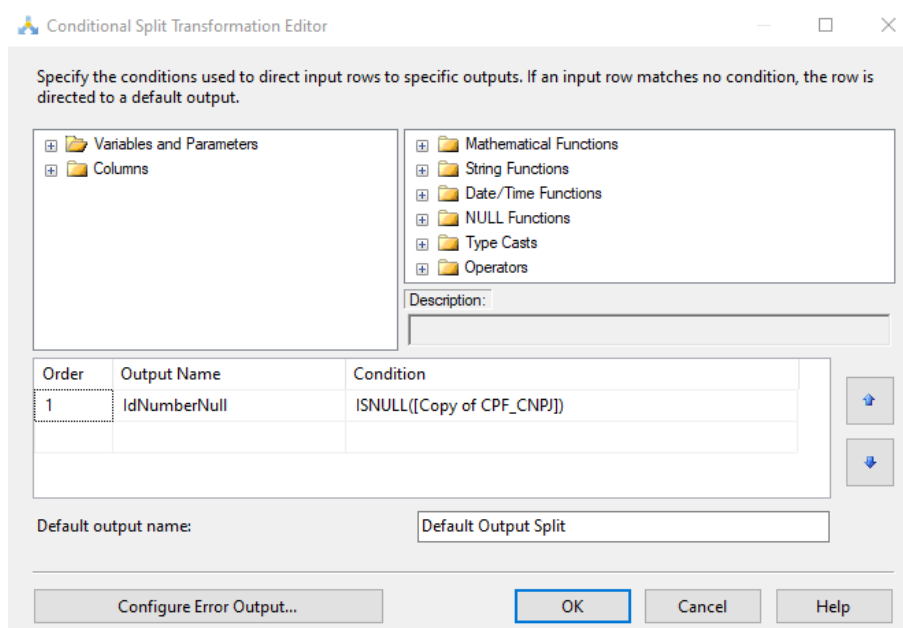 Conditional Split Transformation Editor
Specify the conditions used to direct input rows to specific outputs. If an input row matches no condition, the row is
directed to a default output.
Variables and Parameters
Columns
Mathematical Functions
String Functions
Date/Time Functions
NULL Functions
Type Casts
Operators
Description:
Order Output Name Condition
1 IdNumberNull ISNULL([Copy of CPF_CNPJ])
Default output name: Default Output Split
Configure Error Output... OK Cancel Help